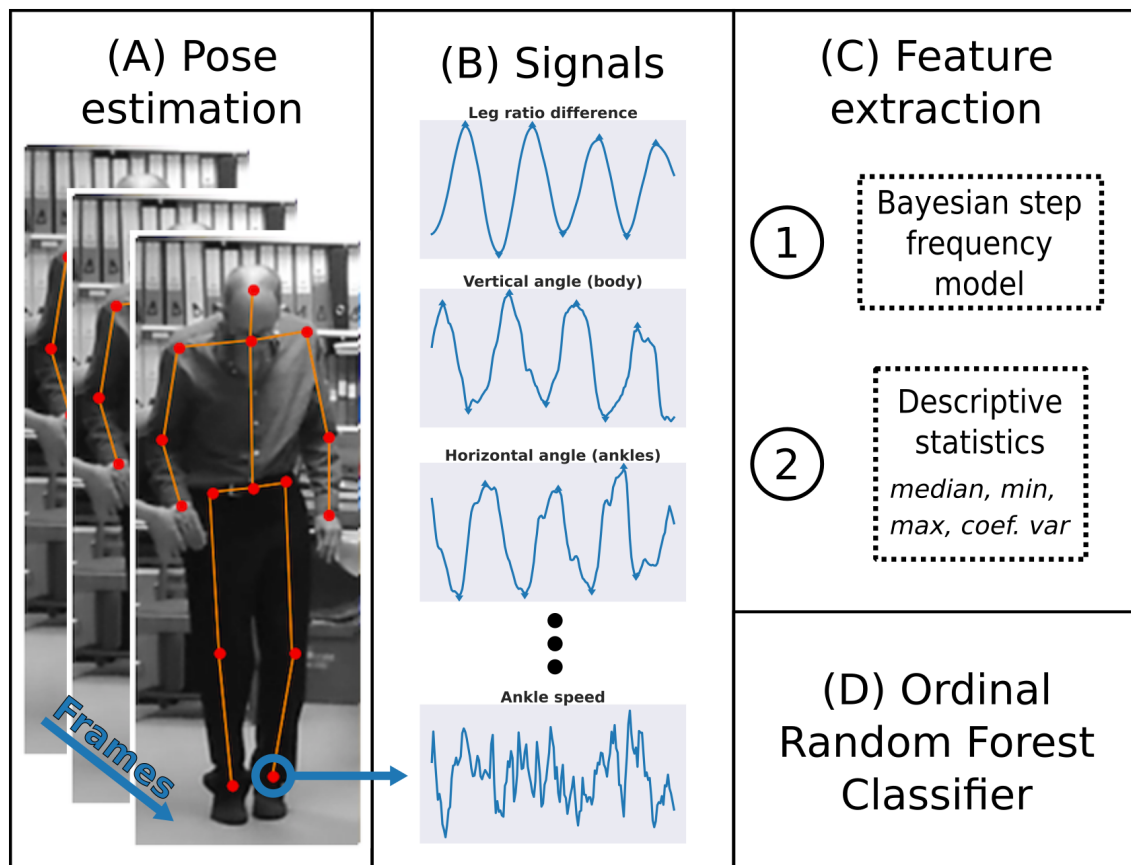 (A) Pose
estimation
Frames
(B) Signals
Leg ratio difference
Vertical angle (body)
Horizontal angle (ankles)
Ankle speed
(C) Feature
extraction
1
Bayesian step
frequency
model
2
Descriptive
statistics
median, min,
max, coef. var
(D) Ordinal
Random Forest
Classifier